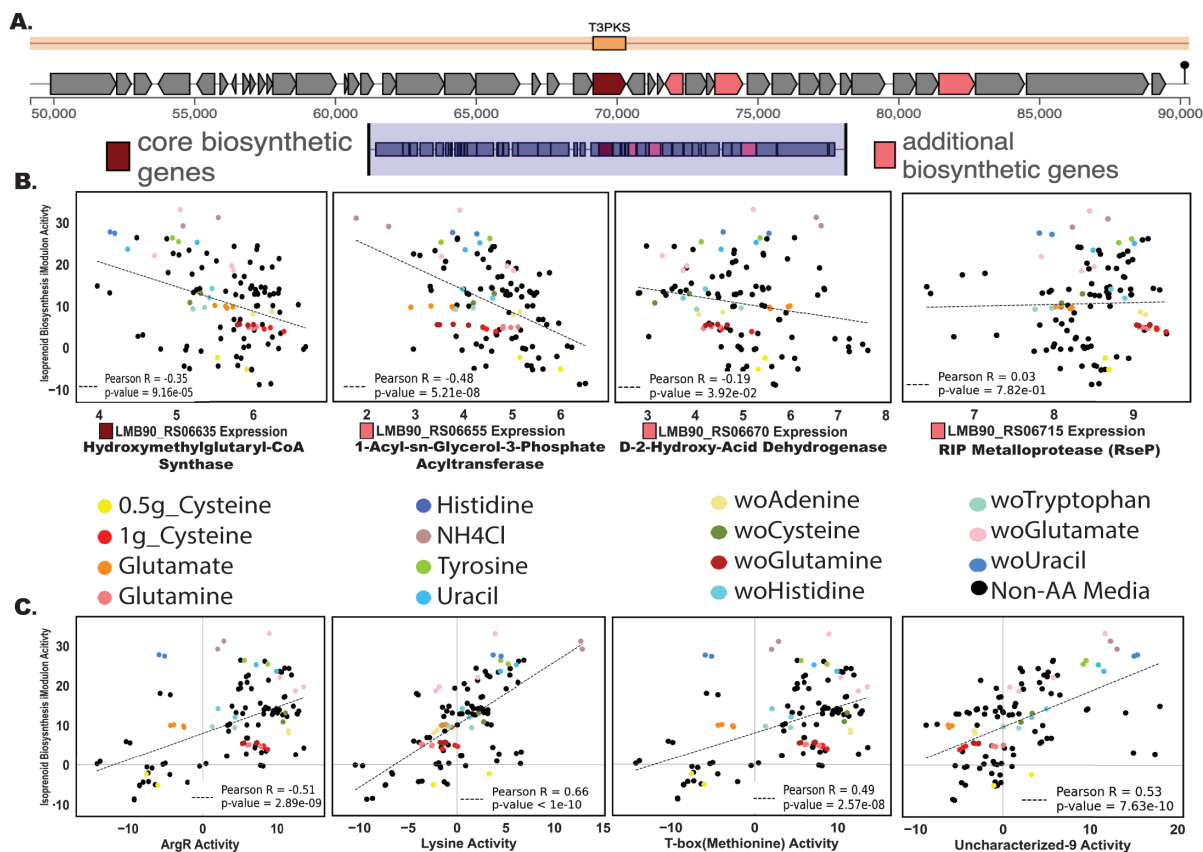 A.
T3PKS
50,000 55,000 60,000 65,000 70,000 75,000 80,000 85,000 90,000
core biosynthetic
genes
additional
biosynthetic genes
B.
Isoprenoid Biosynthesis iModulon Acitivty
30
20
10
0
−10
Pearson R = -0.35
p-value = 9.16e-05
4 5 6
LMB90_RS06635 Expression
Hydroxymethylglutaryl-CoA
Synthase
Pearson R = -0.48
p-value = 5.21e-08
2 3 4 5 6
LMB90_RS06655 Expression
1-Acyl-sn-Glycerol-3-Phosphate
Acyltransferase
Pearson R = -0.19
p-value = 3.92e-02
3 4 5 6 7 8
LMB90_RS06670 Expression
D-2-Hydroxy-Acid Dehydrogenase
Pearson R = 0.03
p-value = 7.82e-01
7 8 9
LMB90_RS06715 Expression
RIP Metalloprotease (RseP)
0.5g_Cysteine
1g_Cysteine
Glutamate
Glutamine
Histidine
NH4Cl
Tyrosine
Uracil
woAdenine
woCysteine
woGlutamine
woHistidine
woTryptophan
woGlutamate
woUracil
Non-AA Media
C.
Isoprenoid Biosynthesis iModulon Acitivity
30
20
10
0
-10
Pearson R = -0.51
p-value = 2.89e-09
−10 0 10
ArgR Activity
Pearson R = 0.66
p-value < 1e-10
−10 −5 0 5 10 15
Lysine Activity
Pearson R = 0.49
p-value = 2.57e-08
−10 0 10
T-box(Methionine) Activity
Pearson R = 0.53
p-value = 7.63e-10
−10 0 10 20
Uncharacterized-9 Activity